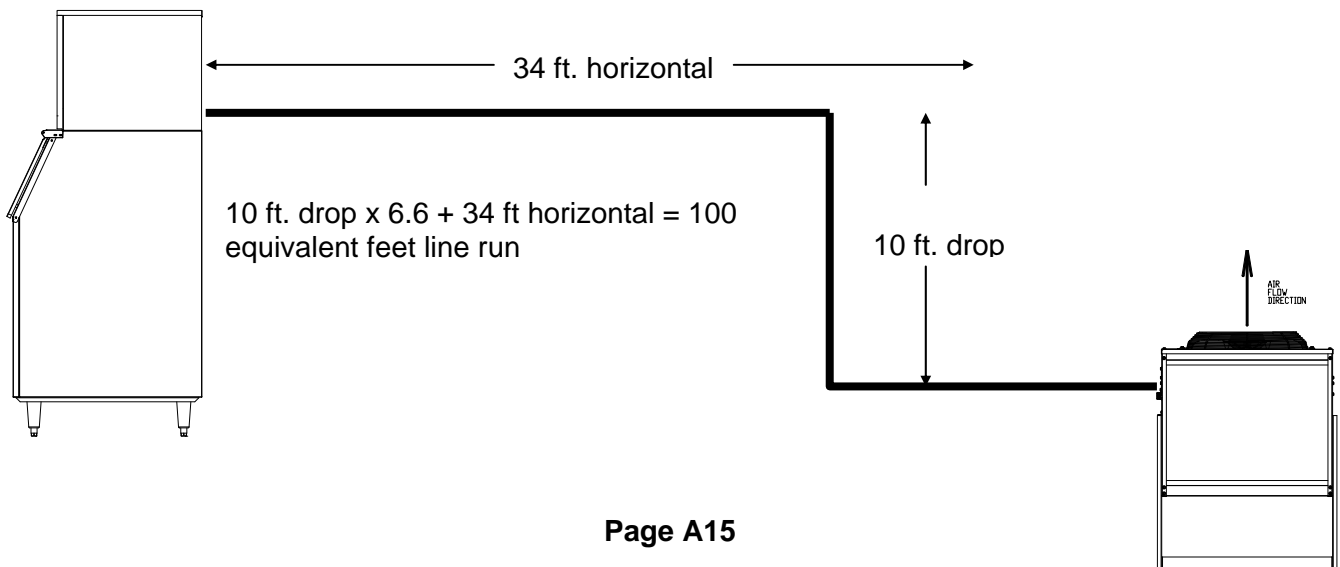 34 ft. horizontal
10 ft. drop x 6.6 + 34 ft horizontal = 100
equivalent feet line run
10 ft. drop
AIR
FLOW
DIRECTION
Page A15